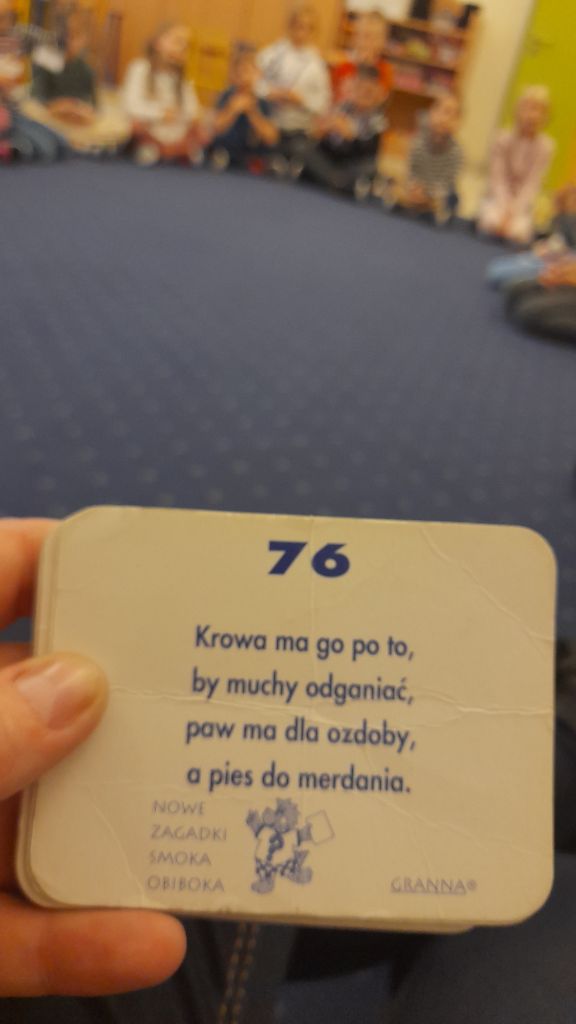 76
Krowa ma go po to,
by muchy odganiać,
paw ma dla ozdoby,
a pies do merdania.
NOWE
ZAGADKI
SMOKA
OBIBOKA
GRANNA®